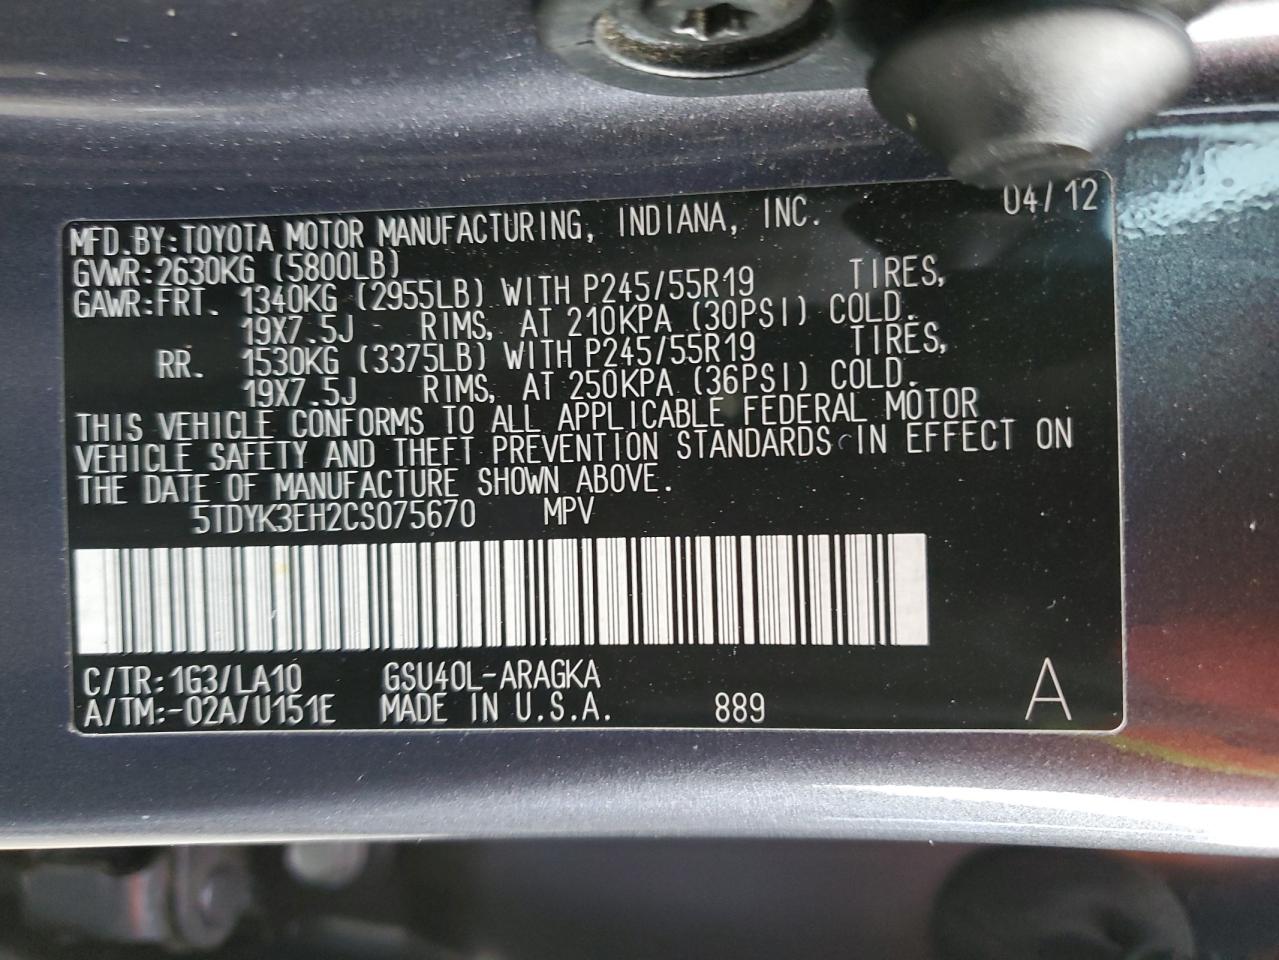 04/12
MFD.BY:TOYOTA MOTOR MANUFACTURING, INDIANA, INC.
GVWR:2630KG (5800LB)
GAWR:FRT. 1340KG (2955LB) WITH P245/55R19 TIRES,
19X7.5J RIMS, AT 210KPA (30PSI) COLD.
RR. 1530KG (3375LB) WITH P245/55R19 TIRES,
19X7.5J RIMS, AT 250KPA (36PSI) COLD.
THIS VEHICLE CONFORMS TO ALL APPLICABLE FEDERAL MOTOR
VEHICLE SAFETY AND THEFT PREVENTION STANDARDS IN EFFECT ON
THE DATE OF MANUFACTURE SHOWN ABOVE.
5TDYK3EH2CS075670 MPV
C/TR:1G3/LA10 GSU40L-ARAGKA
A/TM:-02A/U151E MADE IN U.S.A. 889 A